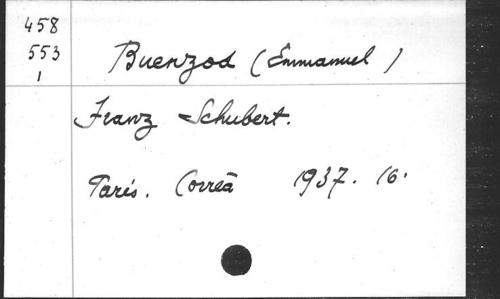 458
553
1
Buenzod (Emmanuel)
Franz Schubert.
Paris. Correâ 1937. 16.